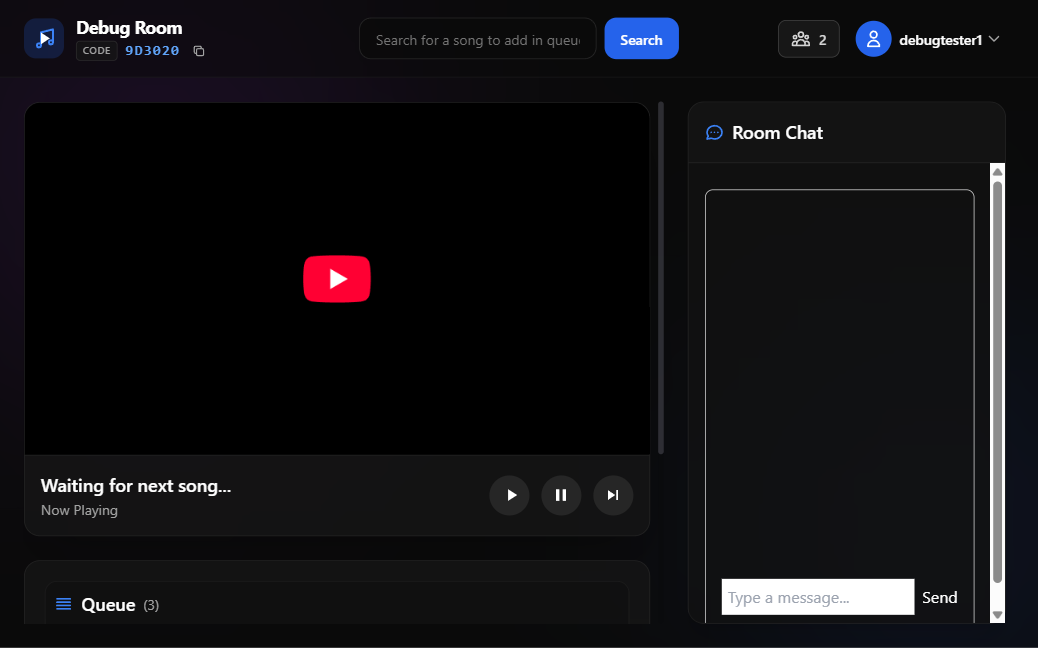 Debug Room
CODE 9D3020
Search for a song to add in queu
Search
2
debugtester1
Room Chat
Waiting for next song...
Now Playing
Queue (3)
Type a message...
Send